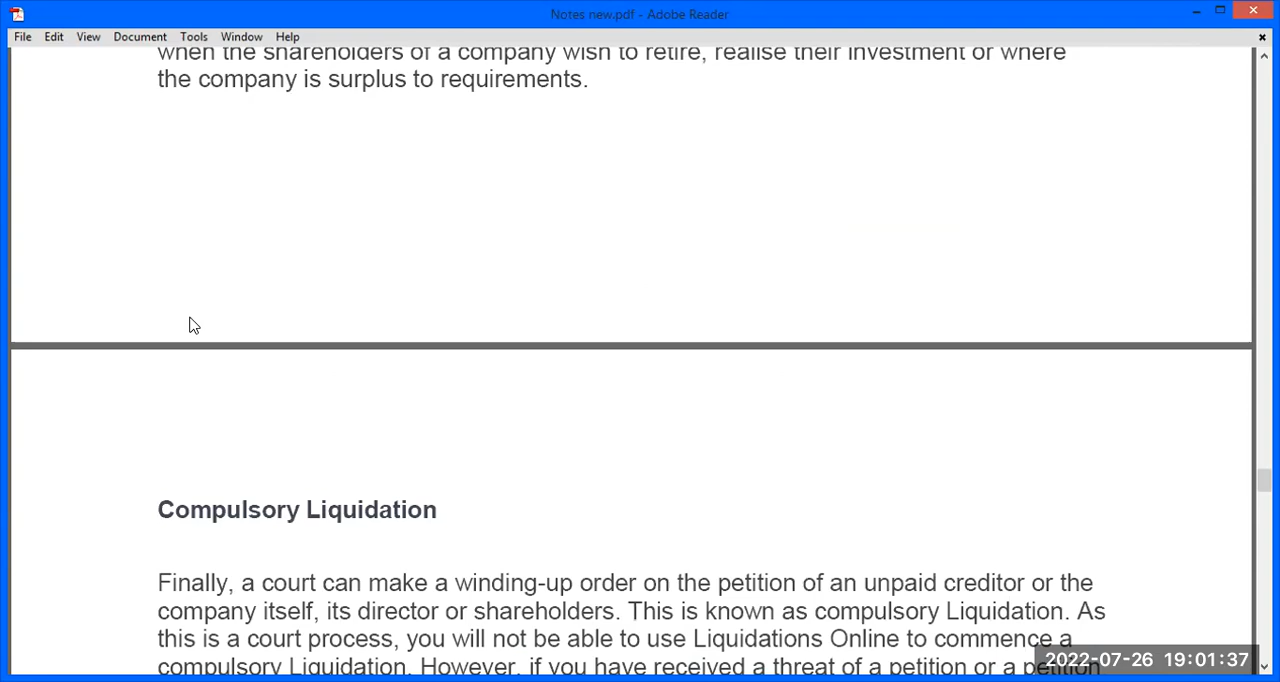 Notes new.pdf - Adobe Reader
File Edit View Document Tools Window Help
when the shareholders of a company wish to retire, realise their investment or where
the company is surplus to requirements.
Compulsory Liquidation
Finally, a court can make a winding-up order on the petition of an unpaid creditor or the
company itself, its director or shareholders. This is known as compulsory Liquidation. As
this is a court process, you will not be able to use Liquidations Online to commence a
compulsory Liquidation. However, if you have received a threat of a petition or a petition
2022-07-26 19:01:37